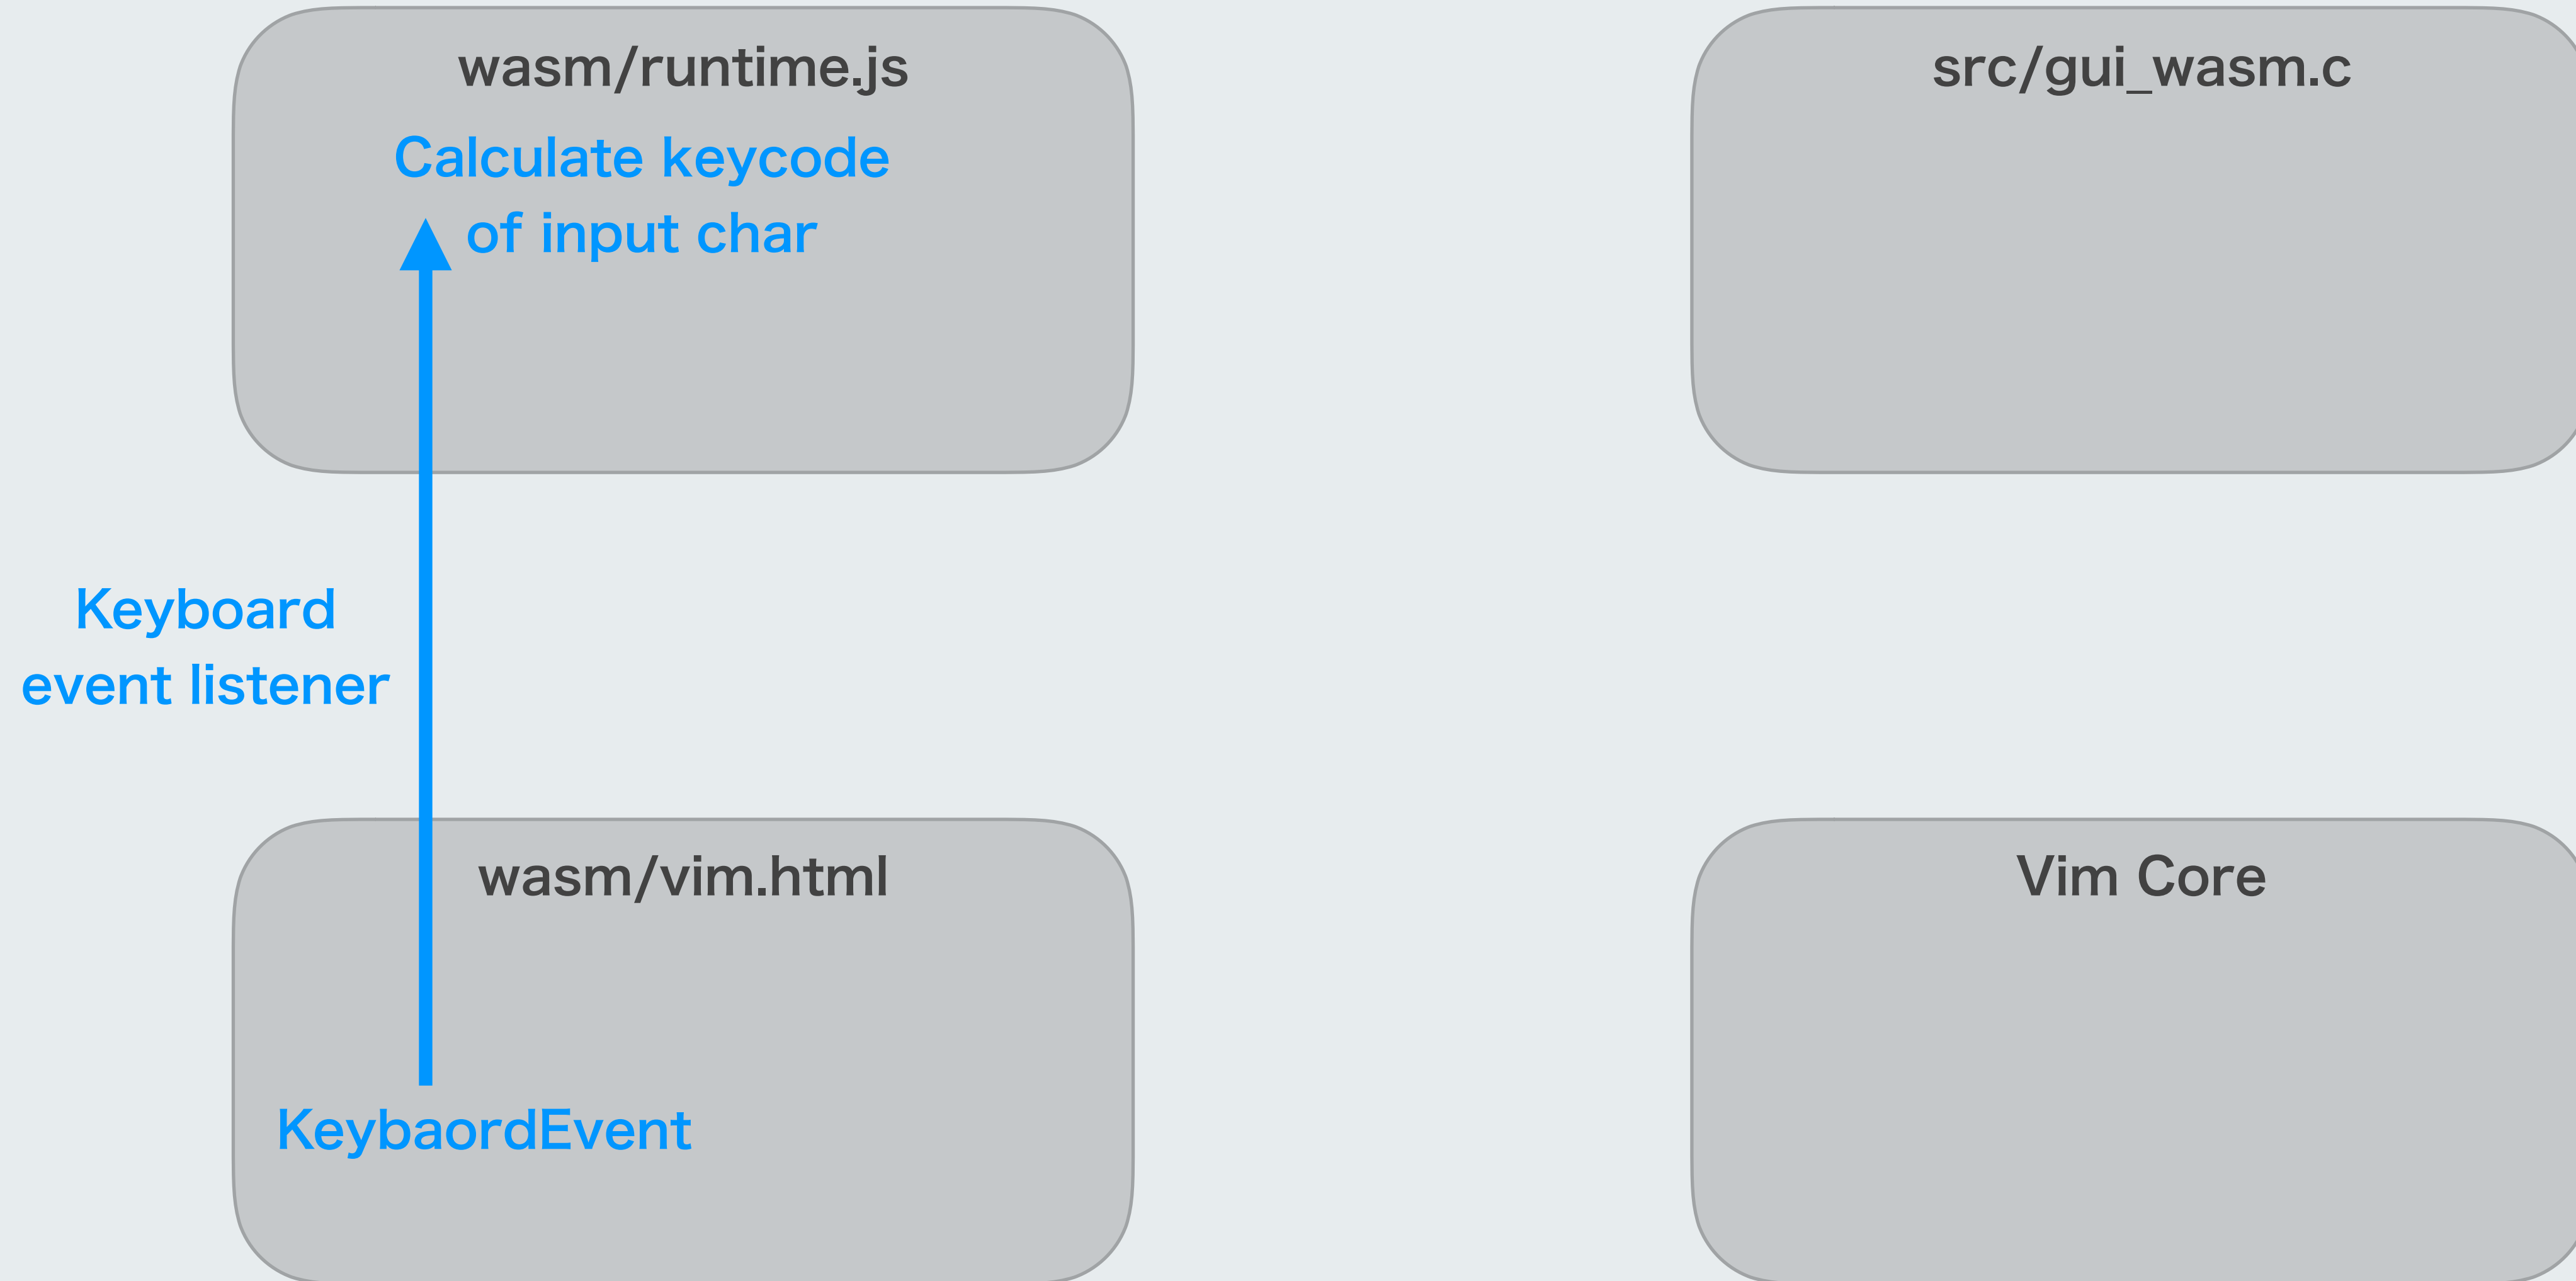 wasm/runtime.js
Calculate keycode
of input char
src/gui_wasm.c
Keyboard
event listener
wasm/vim.html
KeybaordEvent
Vim Core